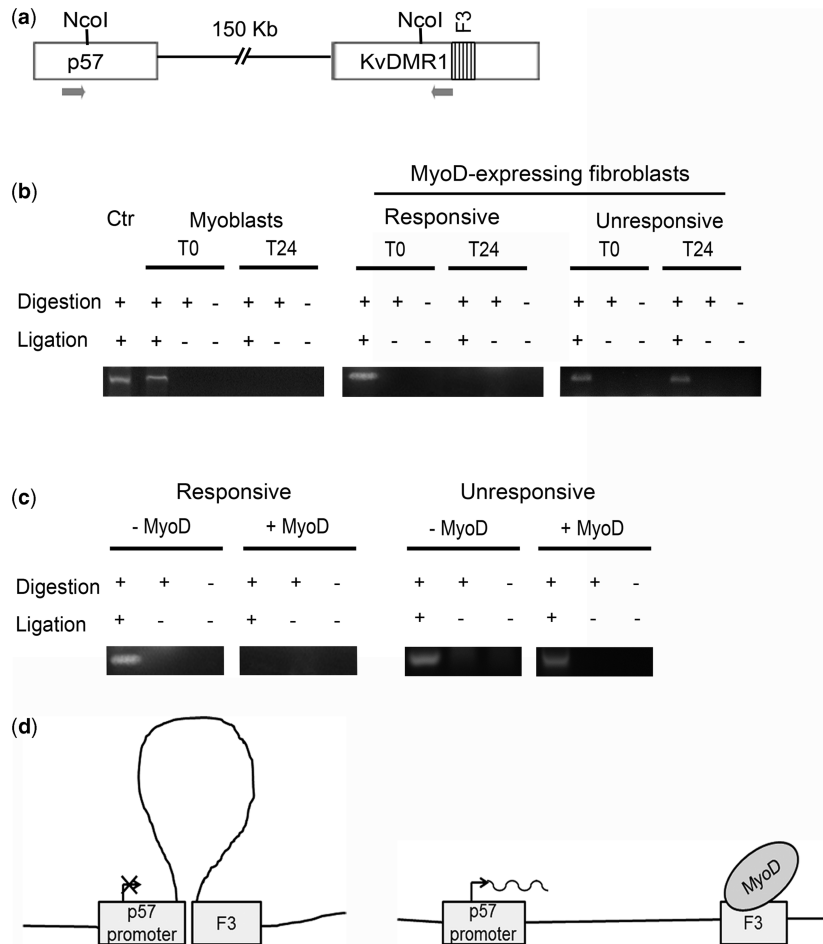 (a)
NcoI
150 Kb
NcoI
F3
p57
KvDMR1
(b)
MyoD-expressing fibroblasts
Ctr
Myoblasts
Responsive
Unresponsive
T0 T24 T0 T24 T0 T24
Digestion + + + - + + - + + - + + - + + - + + -
Ligation + + - - + - - + - - + - - + - - + - -
(c)
Responsive Unresponsive
- MyoD + MyoD - MyoD + MyoD
Digestion + + - + + - + + - + + -
Ligation + - - + - - + - - + - -
(d)
p57 promoter
F3
p57 promoter
MyoD
F3